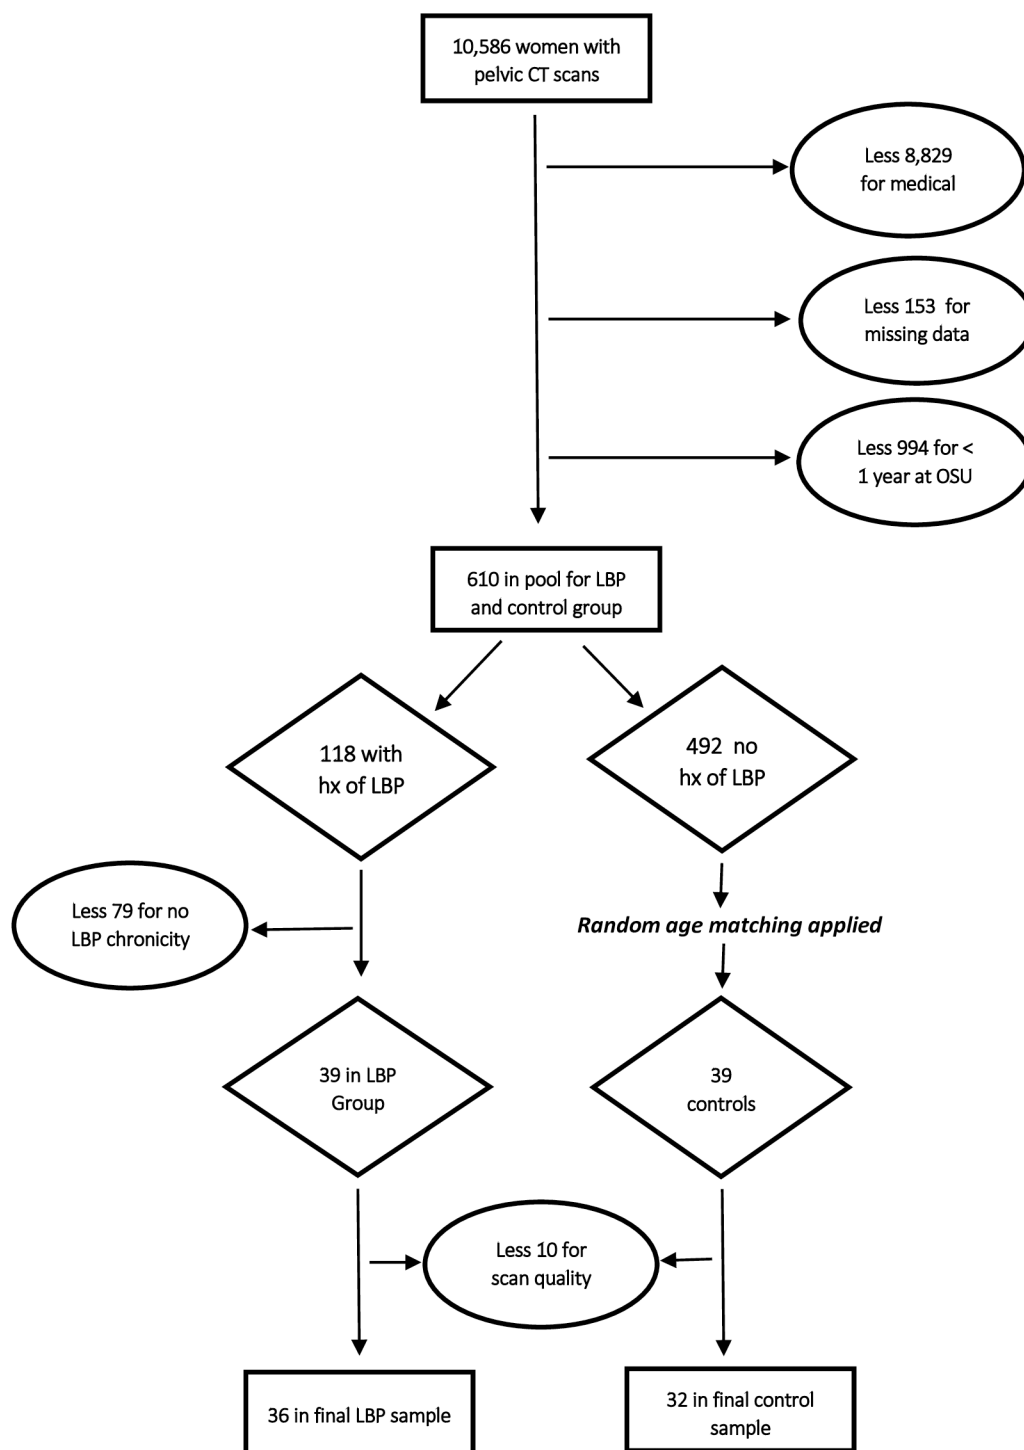 10,586 women with
pelvic CT scans
Less 8,829
for medical
Less 153 for
missing data
Less 994 for <
1 year at OSU
610 in pool for LBP
and control group
118 with
hx of LBP
492 no
hx of LBP
Less 79 for no
LBP chronicity
Random age matching applied
39 in LBP
Group
39
controls
Less 10 for
scan quality
36 in final LBP sample
32 in final control
sample